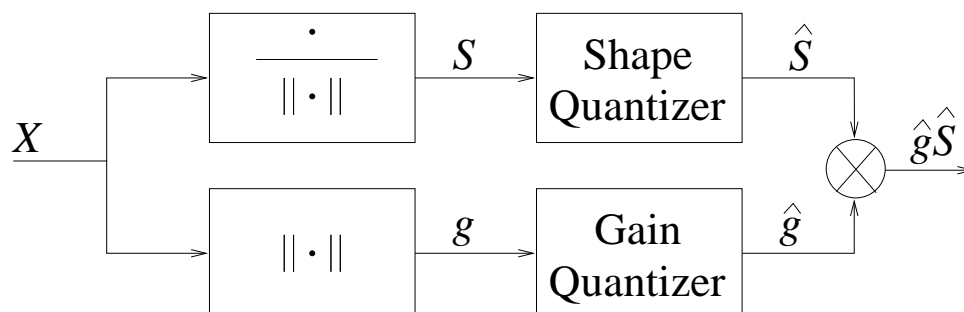 ·
|| · ||
S
Shape
Quantizer
Ŝ
X
ĝŜ
|| · ||
g
Gain
Quantizer
ĝ